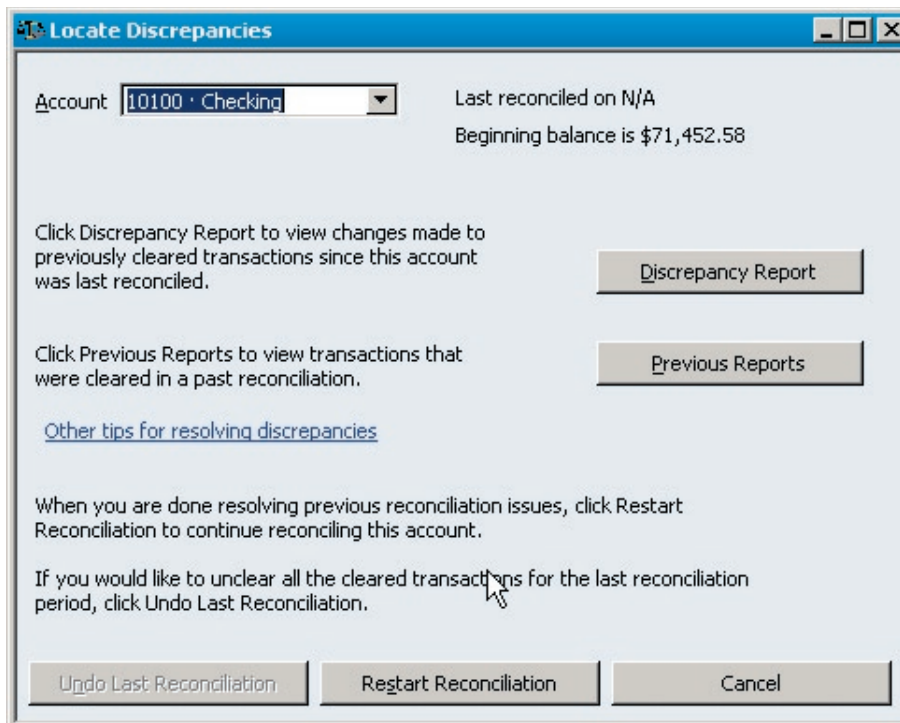 Locate Discrepancies
Account 10100 · Checking
Last reconciled on N/A
Beginning balance is $71,452.58
Click Discrepancy Report to view changes made to
previously cleared transactions since this account
was last reconciled.
Discrepancy Report
Click Previous Reports to view transactions that
were cleared in a past reconciliation.
Previous Reports
Other tips for resolving discrepancies
When you are done resolving previous reconciliation issues, click Restart
Reconciliation to continue reconciling this account.
If you would like to unclear all the cleared transactions for the last reconciliation
period, click Undo Last Reconciliation.
Undo Last Reconciliation
Restart Reconciliation
Cancel